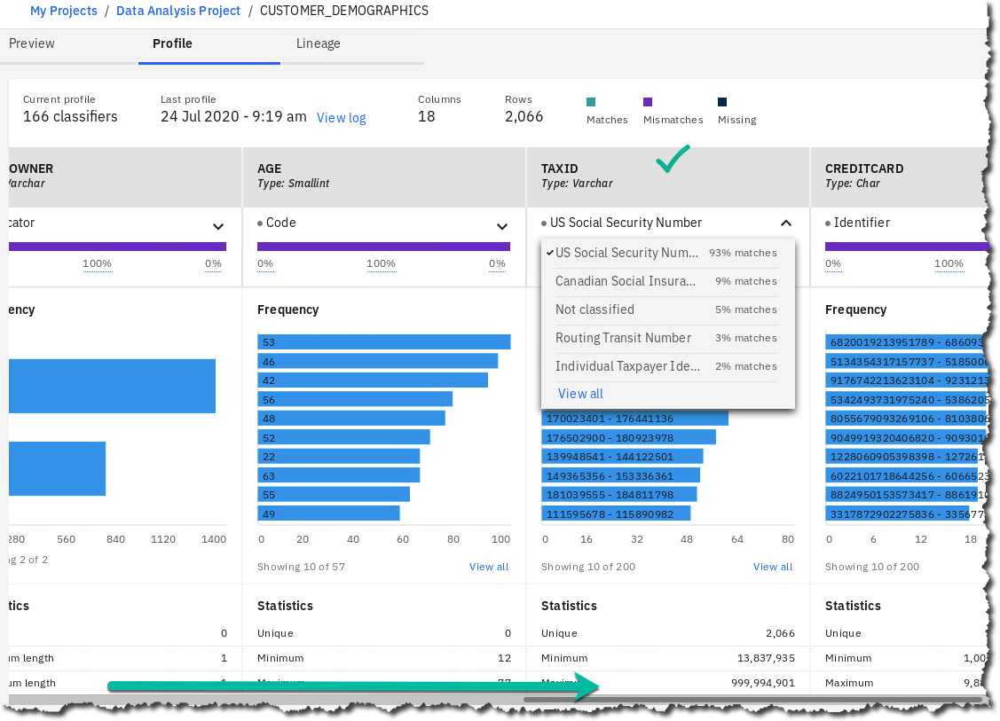 My Projects / Data Analysis Project / CUSTOMER_DEMOGRAPHICS
Preview Profile Lineage
Current profile Last profile Columns Rows
166 classifiers 24 Jul 2020 - 9:19 am View log 18 2,066
Matches Mismatches Missing
OWNER AGE TAXID CREDITCARD
Varchar Type: Smallint Type: Varchar Type: Char
cator Code US Social Security Number Identifier
100% 0% 0% 100% 0% 0% 100%
US Social Security Num... 93% matches
Canadian Social Insura... 9% matches
Not classified 5% matches
Routing Transit Number 3% matches
Individual Taxpayer Ide... 2% matches
View all
ency Frequency Frequency
53 6820019213951789 - 686093
46 5134354317157737 - 518500
42 9176742213623104 - 9231213
56 5342493731975240 - 5386205
48 170023401 - 176441136 8055679093269106 - 810380
52 176502900 - 180923978 9049919320406820 - 909301
22 139948541 - 144122501 1228060905398398 - 127261
63 149365356 - 153336361 6022101718644256 - 6066523
55 181039555 - 184811798 8824950153573417 - 886191
49 111595678 - 115890982 3317872902275836 - 335677
280 560 840 1120 1400 0 20 40 60 80 100 0 16 32 48 64 80 0 6 12 18
ng 2 of 2 Showing 10 of 57 View all Showing 10 of 200 View all Showing 10 of 200
tics Statistics Statistics Statistics
0 Unique 0 Unique 2,066 Unique
um length 1 Minimum 12 Minimum 13,837,935 Minimum 1,00
um length 1 Maximum 77 Maximum 999,994,901 Maximum 9,8